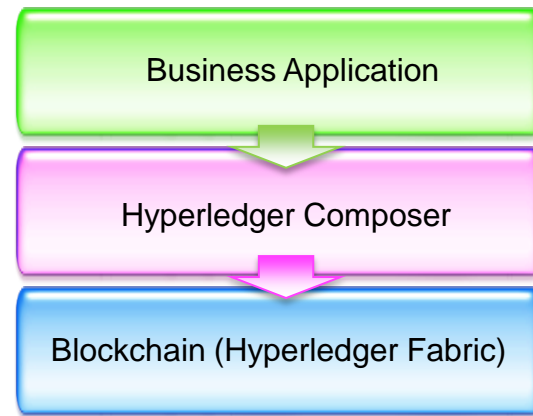 Business Application
Hyperledger Composer
Blockchain (Hyperledger Fabric)